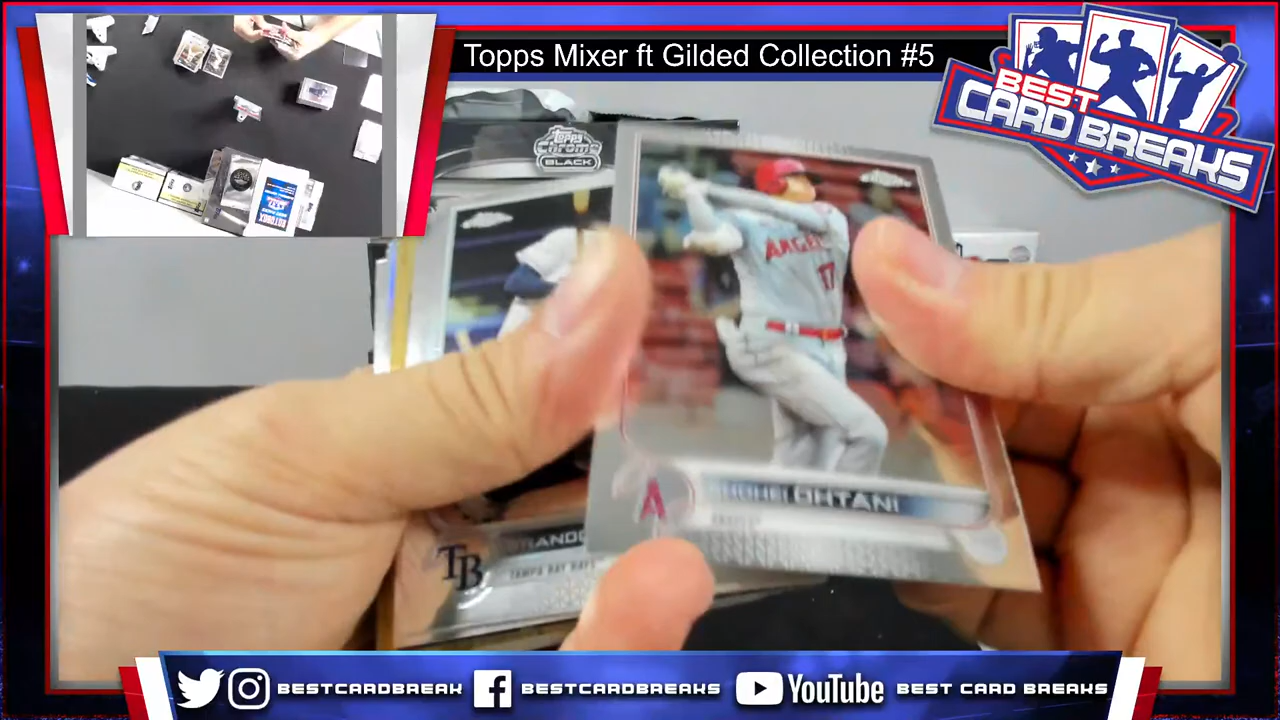 Topps Mixer ft Gilded Collection #5
BEST
CARD BREAKS
Topps
Chrome
BLACK
ANGELS
17
OHTANI
A
TB
TAMPA BAY RAYS
BESTCARDBREAK
BESTCARDBREAKS
YouTube
BEST CARD BREAKS